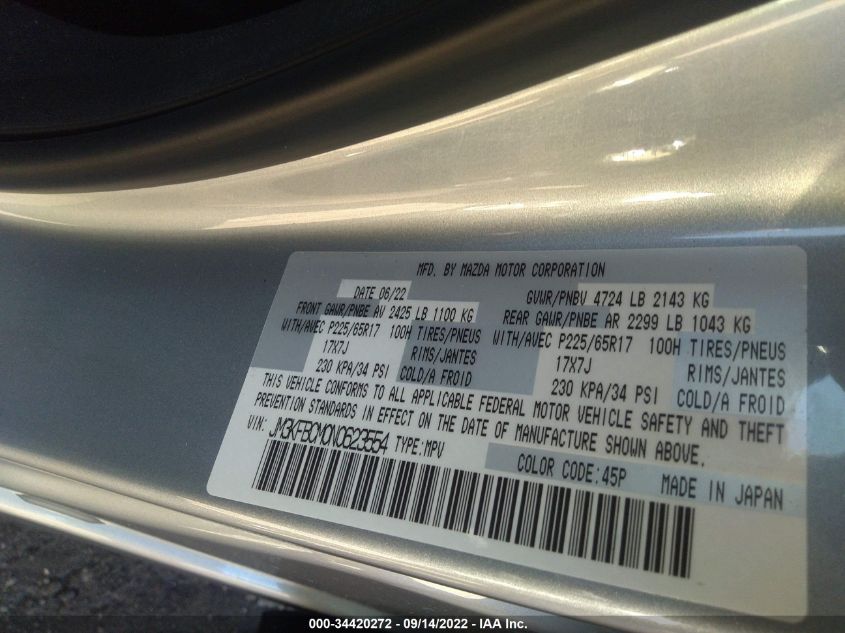 MFD. BY MAZDA MOTOR CORPORATION
DATE 06/22 GVWR/PNBV 4724 LB 2143 KG
FRONT GAWR/PNBE AV 2425 LB 1100 KG REAR GAWR/PNBE AR 2299 LB 1043 KG
WITH/AVEC P225/65R17 100H TIRES/PNEUS WITH/AVEC P225/65R17 100H TIRES/PNEUS
17X7J RIMS/JANTES 17X7J RIMS/JANTES
230 KPA/34 PSI COLD/A FROID 230 KPA/34 PSI COLD/A FROID
THIS VEHICLE CONFORMS TO ALL APPLICABLE FEDERAL MOTOR VEHICLE SAFETY AND THEFT
PREVENTION STANDARDS IN EFFECT ON THE DATE OF MANUFACTURE SHOWN ABOVE.
VIN: JM3KFBCM0N0623554 TYPE:MPV
COLOR CODE:45P MADE IN JAPAN
000-34420272 - 09/14/2022 - IAA Inc.